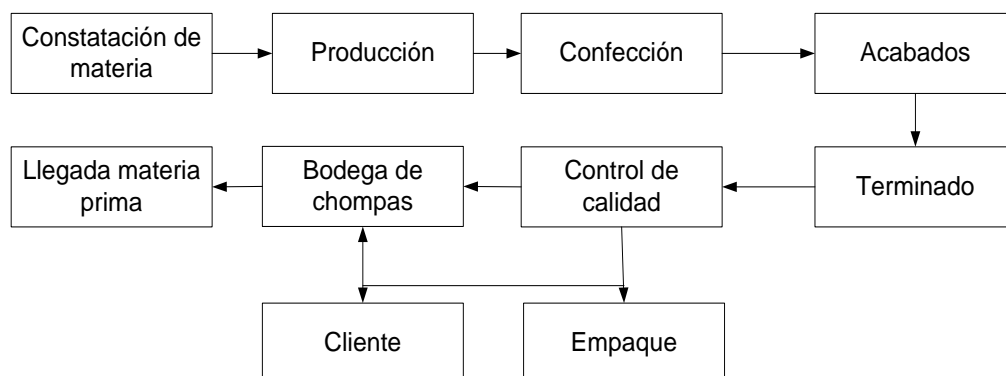 Constatación de
materia
Producción
Confección
Acabados
Llegada materia
prima
Bodega de
chompas
Control de
calidad
Terminado
Cliente
Empaque